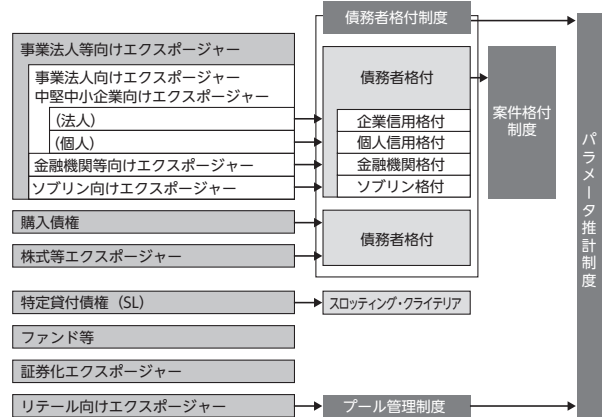 債務者格付制度
事業法人等向けエクスポージャー
事業法人向けエクスポージャー
中堅中小企業向けエクスポージャー
(法人)
(個人)
金融機関等向けエクスポージャー
ソブリン向けエクスポージャー
債務者格付
企業信用格付
個人信用格付
金融機関格付
ソブリン格付
案件格付
制度
パラメータ推計制度
購入債権
株式等エクスポージャー
債務者格付
特定貸付債権（SL）
スロッティング・クライテリア
ファンド等
証券化エクスポージャー
リテール向けエクスポージャー
プール管理制度